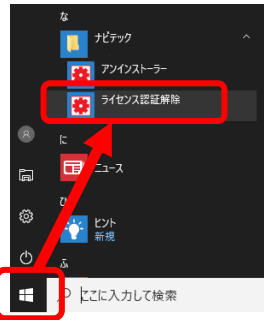 な
ナビテック
アンインストーラー
ライセンス認証解除
に
ニュース
ひ
ヒント
新規
ふ
ここに入力して検索